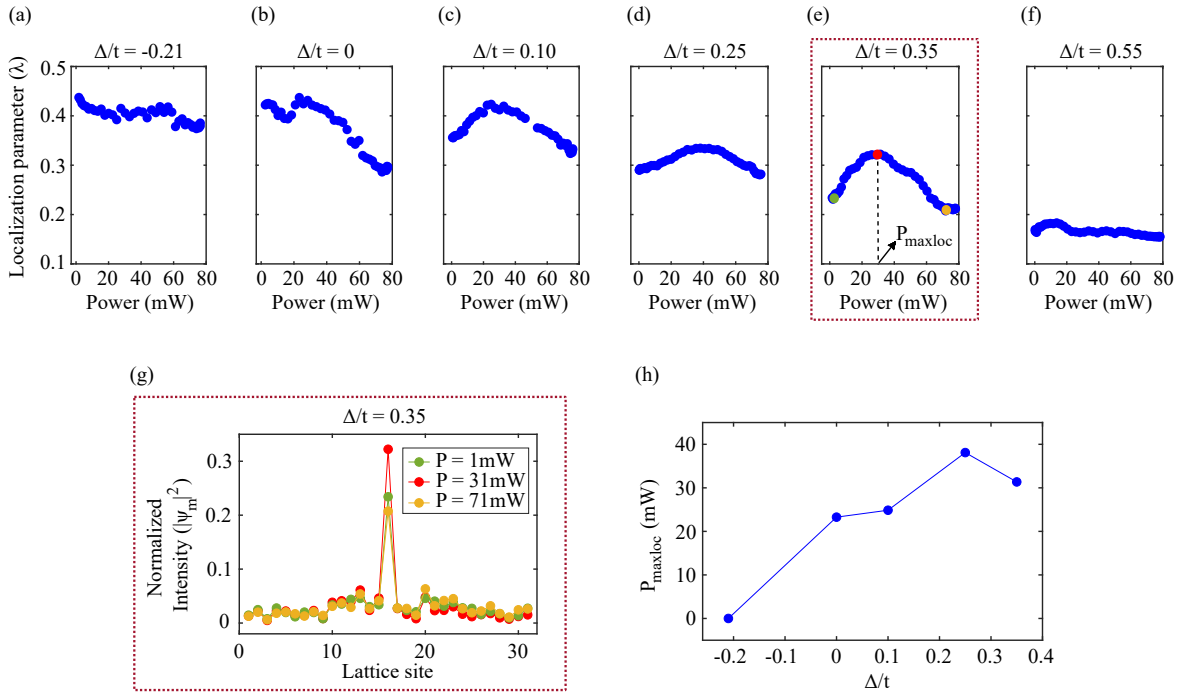 (a)
(b)
(c)
(d)
(e)
(f)
Δ/t = -0.21
Δ/t = 0
Δ/t = 0.10
Δ/t = 0.25
Δ/t = 0.35
Δ/t = 0.55
Localization parameter (λ)
0.5
0.4
0.3
0.2
0.1
0 20 40 60 80
0 20 40 60 80
0 20 40 60 80
0 20 40 60 80
0 20 40 60 80
0 20 40 60 80
P_maxloc
Power (mW)
Power (mW)
Power (mW)
Power (mW)
Power (mW)
Power (mW)
(g)
Δ/t = 0.35
Normalized
Intensity (|ψ_m|^2)
0.3
0.2
0.1
0
P = 1mW
P = 31mW
P = 71mW
0 10 20 30
Lattice site
(h)
P_maxloc (mW)
40
30
20
10
0
-0.2 -0.1 0 0.1 0.2 0.3 0.4
Δ/t